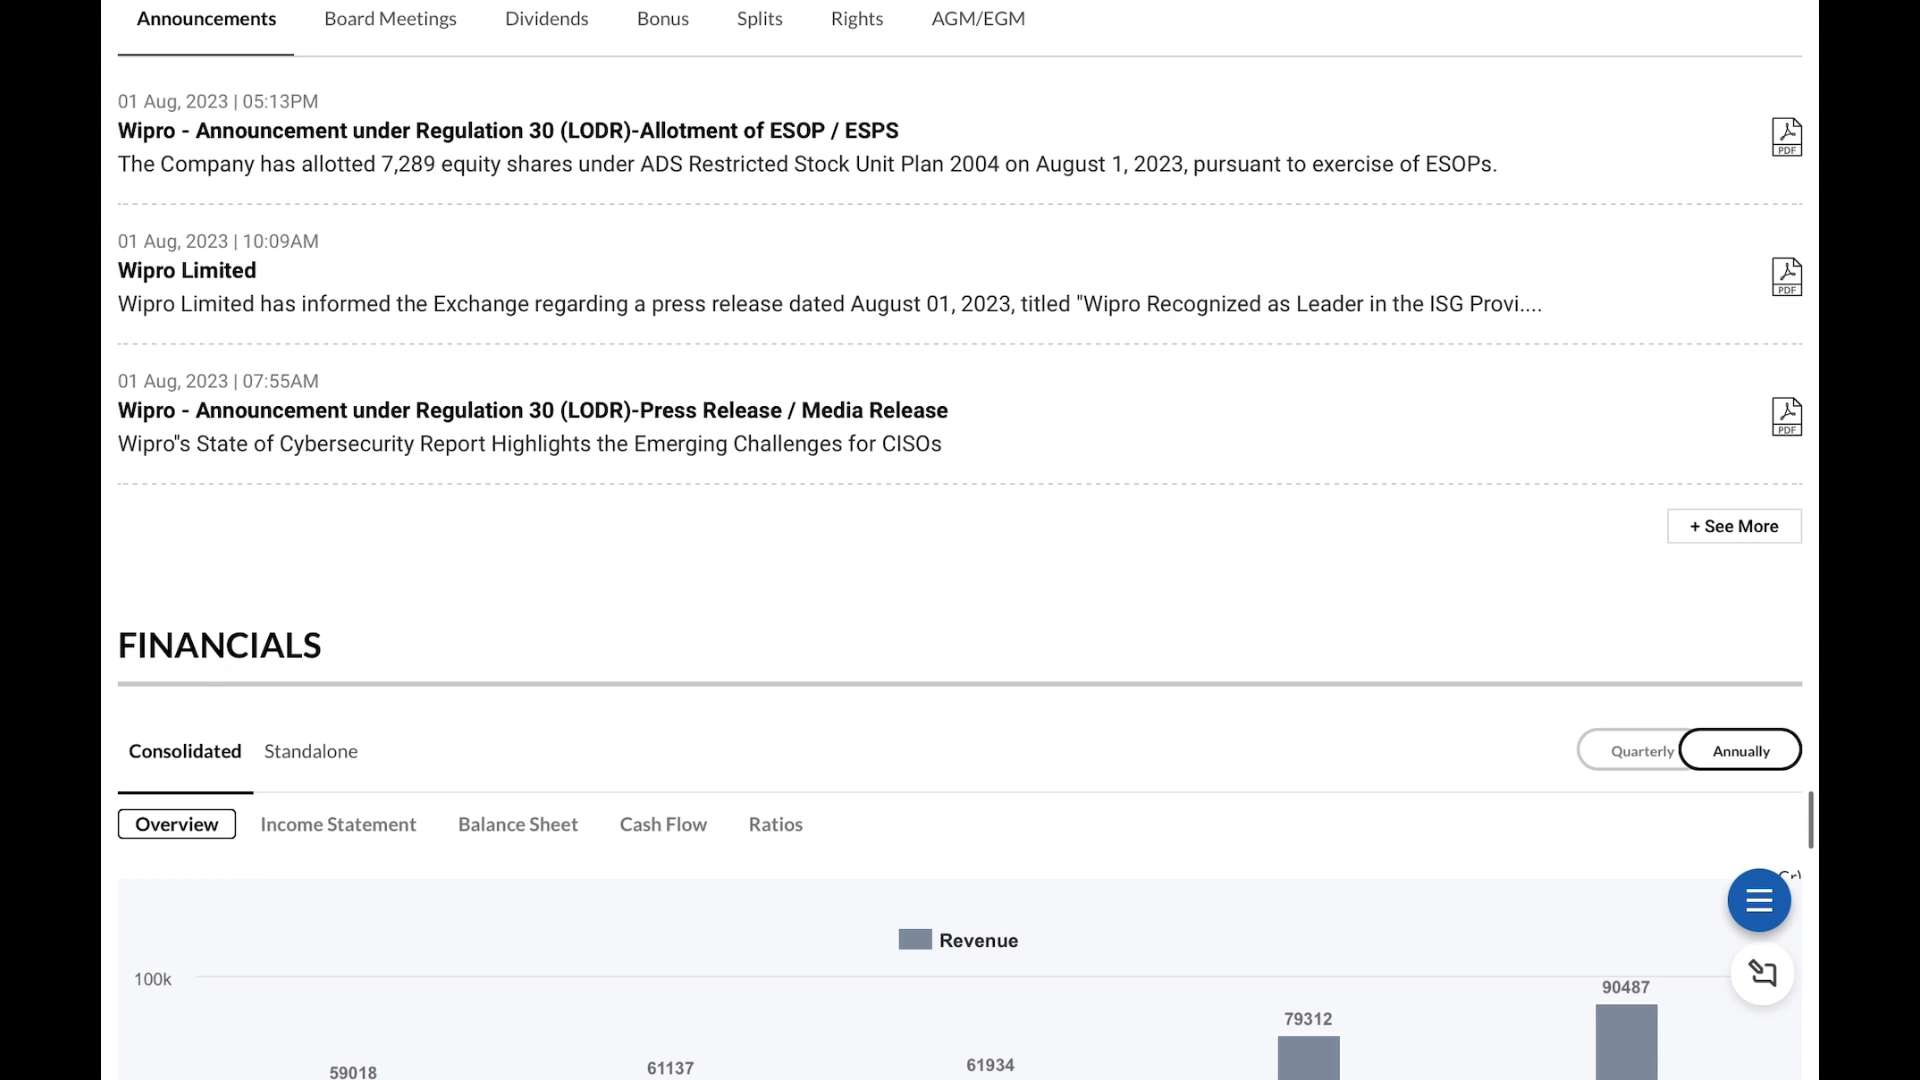 Announcements Board Meetings Dividends Bonus Splits Rights AGM/EGM
01 Aug, 2023 | 05:13PM
Wipro - Announcement under Regulation 30 (LODR)-Allotment of ESOP / ESPS
The Company has allotted 7,289 equity shares under ADS Restricted Stock Unit Plan 2004 on August 1, 2023, pursuant to exercise of ESOPs.
PDF
01 Aug, 2023 | 10:09AM
Wipro Limited
Wipro Limited has informed the Exchange regarding a press release dated August 01, 2023, titled "Wipro Recognized as Leader in the ISG Provi....
PDF
01 Aug, 2023 | 07:55AM
Wipro - Announcement under Regulation 30 (LODR)-Press Release / Media Release
Wipro"s State of Cybersecurity Report Highlights the Emerging Challenges for CISOs
PDF
+ See More
FINANCIALS
Consolidated Standalone Quarterly Annually
Overview Income Statement Balance Sheet Cash Flow Ratios
Revenue
100k
90487
79312
61934
61137
59018